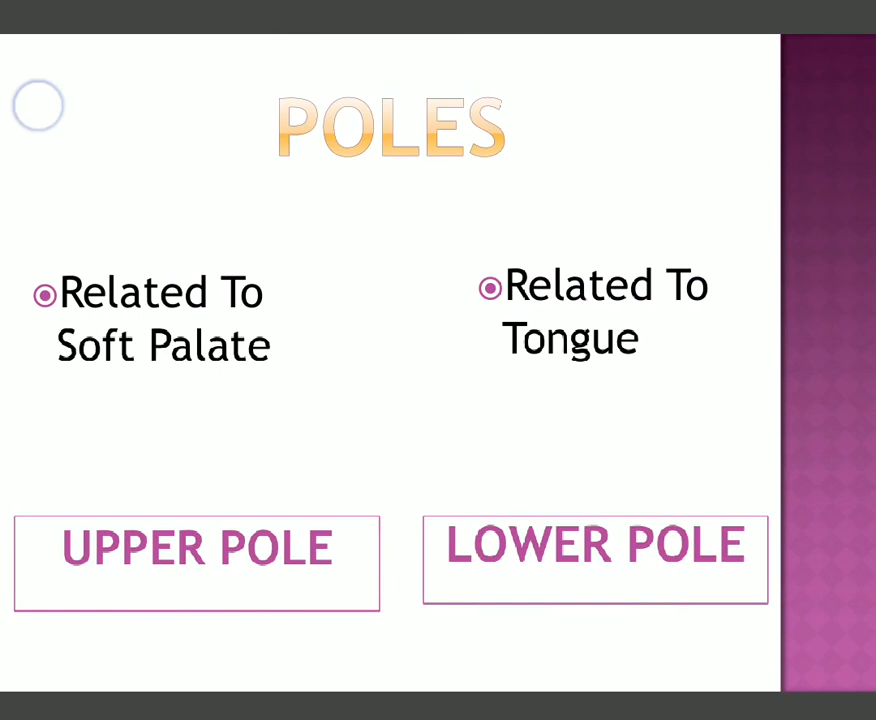 POLES
Related To
Soft Palate
Related To
Tongue
UPPER POLE
LOWER POLE